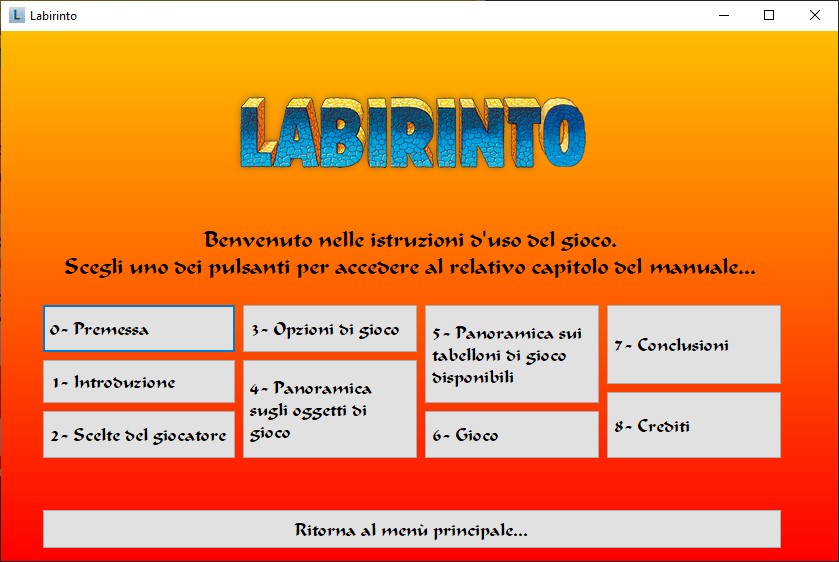 L Labirinto
LABIRINTO
Benvenuto nelle istruzioni d'uso del gioco.
Scegli uno dei pulsanti per accedere al relativo capitolo del manuale...
0- Premessa
1- Introduzione
2- Scelte del giocatore
3- Opzioni di gioco
4- Panoramica
sugli oggetti di
gioco
5- Panoramica sui
tabelloni di gioco
disponibili
6- Gioco
7- Conclusioni
8- Crediti
Ritorna al menù principale...